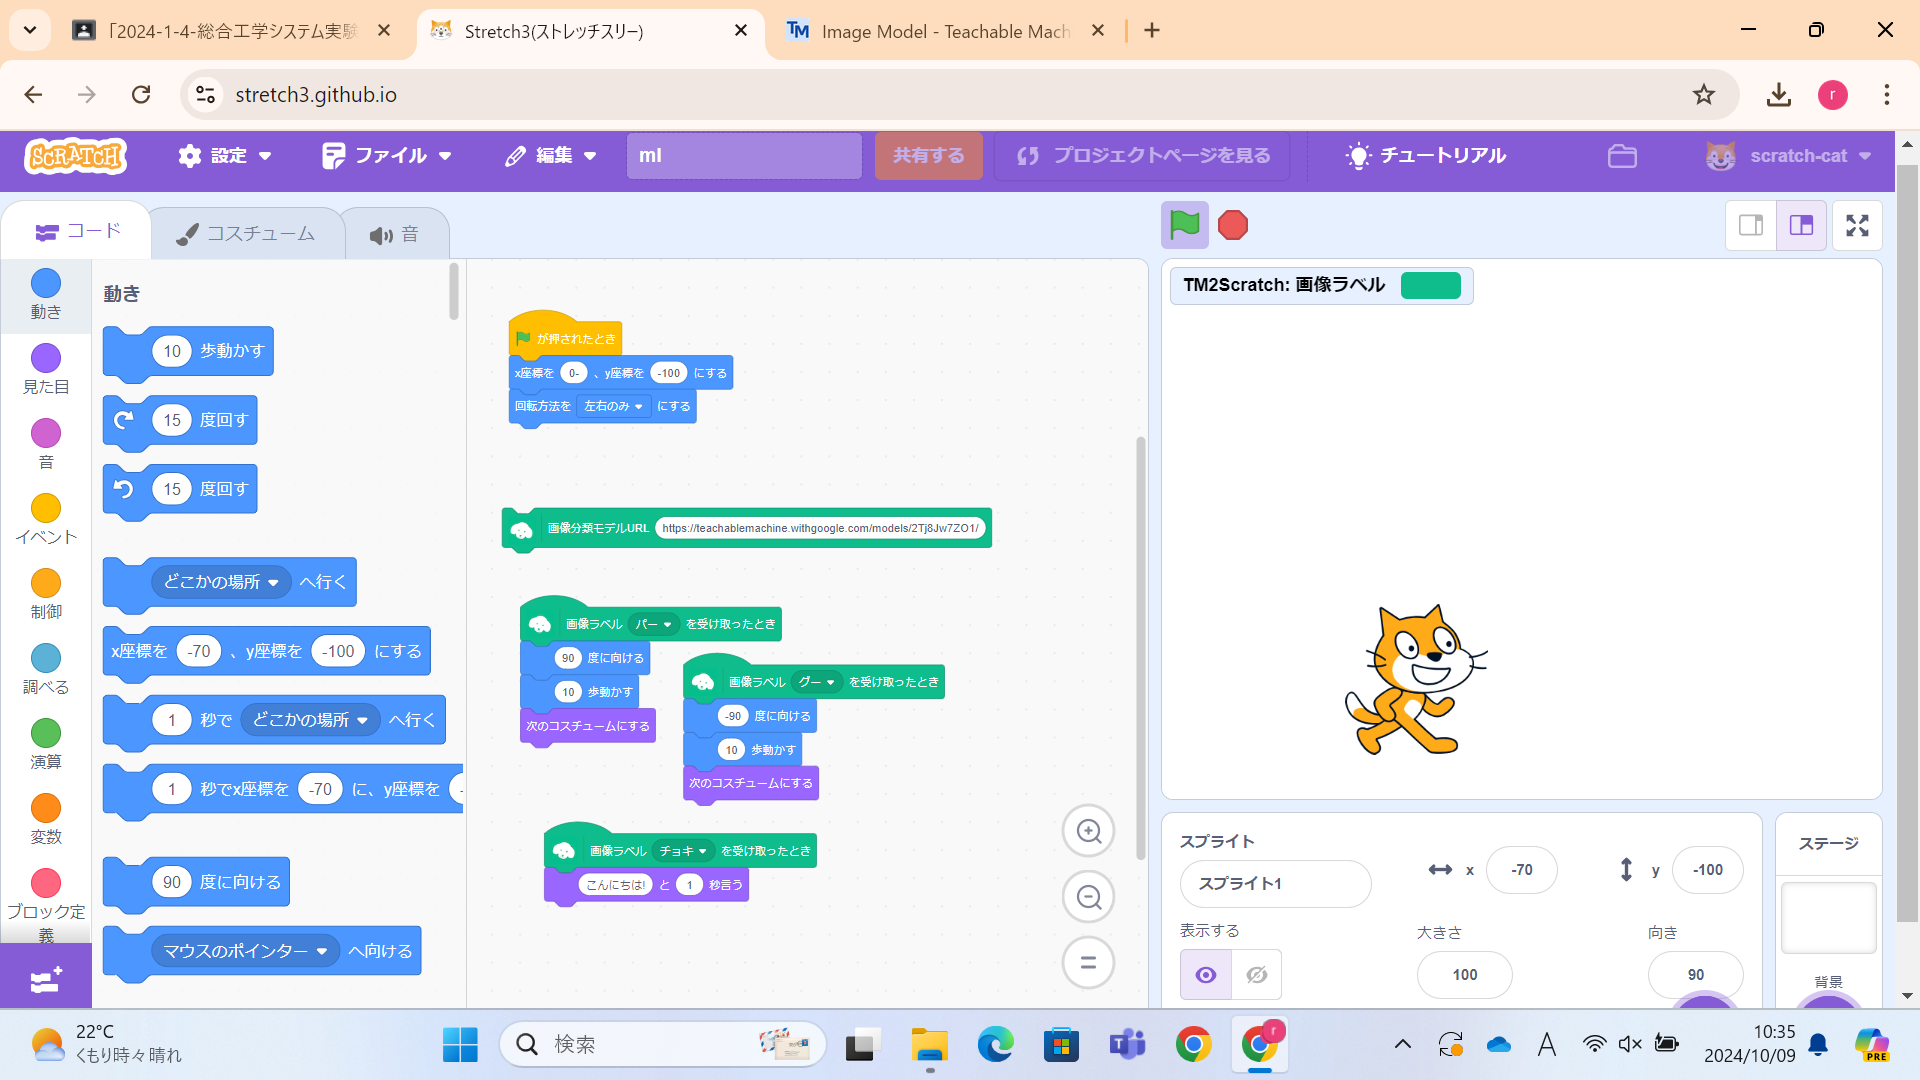 「2024-1-4-総合工学システム実験
Stretch3(ストレッチスリー)
TM
Image Model - Teachable Mach
stretch3.github.io
r
SCRATCH
設定
ファイル
編集
ml
共有する
プロジェクトページを見る
チュートリアル
scratch-cat
コード
コスチューム
音
動き
見た目
音
イベント
制御
調べる
演算
変数
ブロック定
義
動き
10 歩動かす
15 度回す
15 度回す
どこかの場所 へ行く
x座標を -70 、y座標を -100 にする
1 秒で どこかの場所 へ行く
1 秒でx座標を -70 に、y座標を -
90 度に向ける
マウスのポインター へ向ける
が押されたとき
x座標を 0- 、y座標を -100 にする
回転方法を 左右のみ にする
画像分類モデルURL https://teachablemachine.withgoogle.com/models/2Tj8Jw7ZO1/
画像ラベル パー を受け取ったとき
90 度に向ける
10 歩動かす
次のコスチュームにする
画像ラベル グー を受け取ったとき
-90 度に向ける
10 歩動かす
次のコスチュームにする
画像ラベル チョキ を受け取ったとき
こんにちは! と 1 秒言う
TM2Scratch: 画像ラベル
スプライト
スプライト1
x -70
y -100
表示する
大きさ
100
向き
90
ステージ
背景
22°C
くもり時々晴れ
検索
r
A
10:35
2024/10/09
PRE